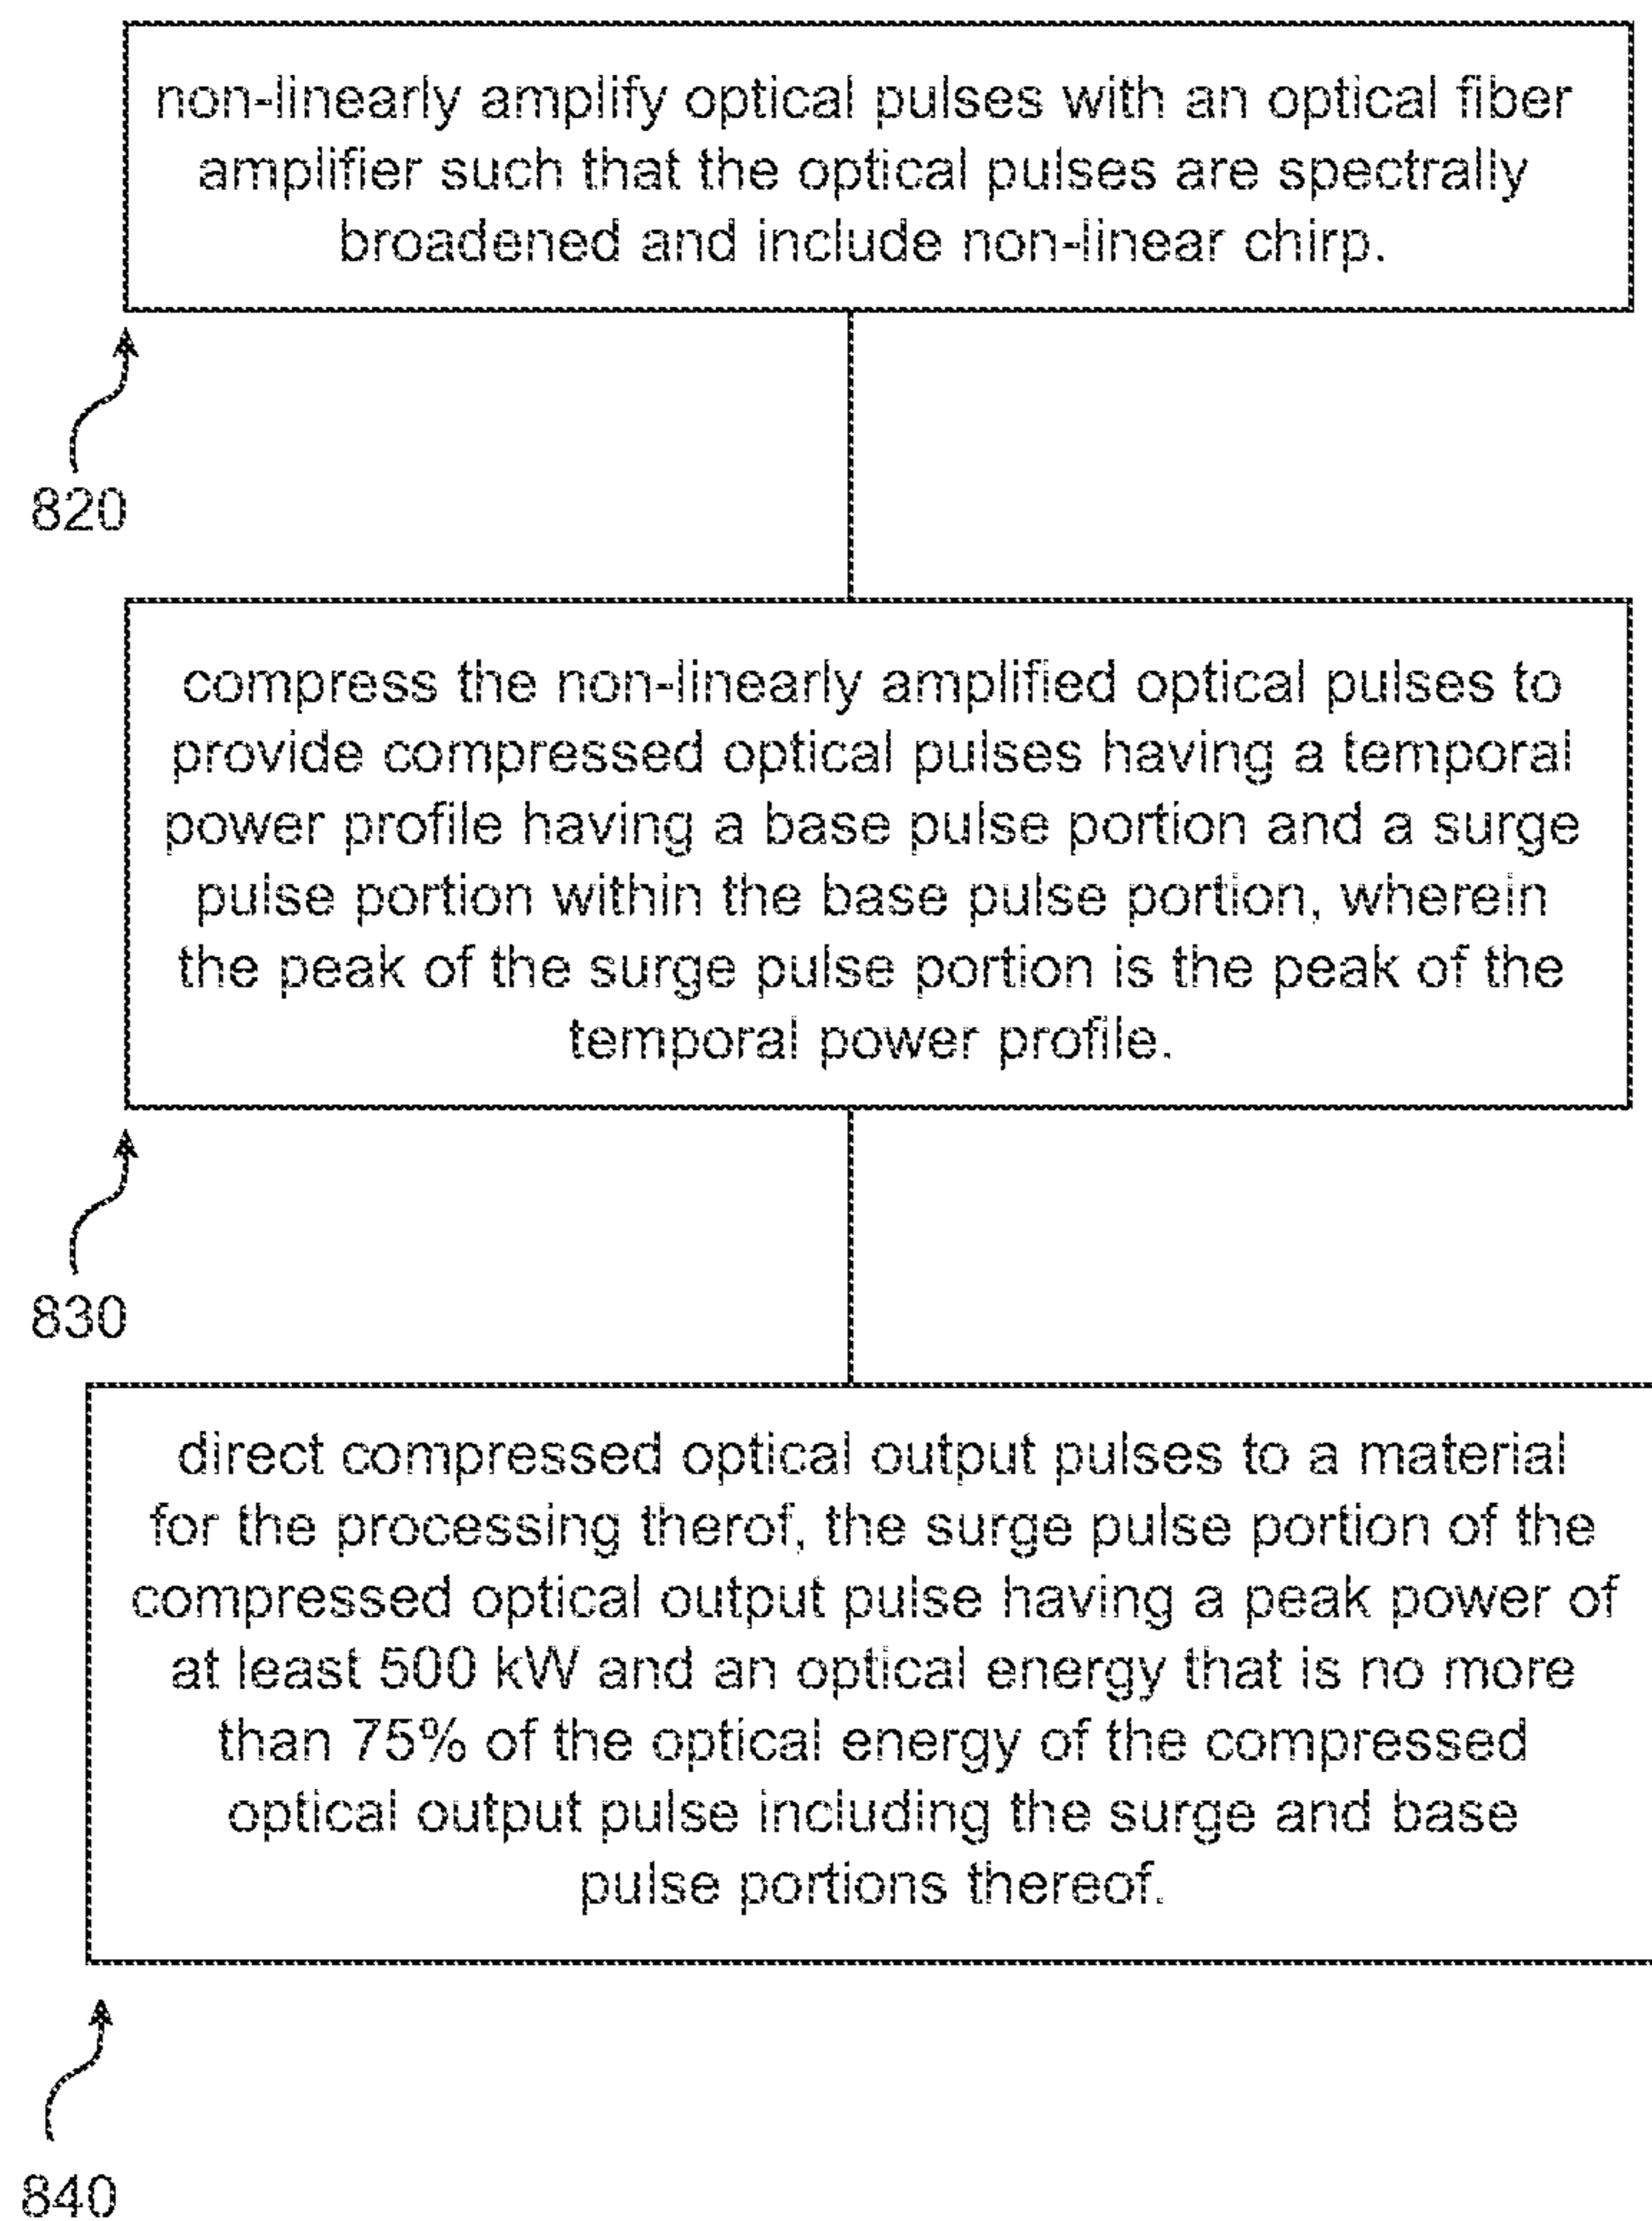 non-linearly amplify optical pulses with an optical fiber
amplifier such that the optical pulses are spectrally
broadened and include non-linear chirp.
820
compress the non-linearly amplified optical pulses to
provide compressed optical pulses having a temporal
power profile having a base pulse portion and a surge
pulse portion within the base pulse portion, wherein
the peak of the surge pulse portion is the peak of the
temporal power profile.
830
direct compressed optical output pulses to a material
for the processing therof, the surge pulse portion of the
compressed optical output pulse having a peak power of
at least 500 kW and an optical energy that is no more
than 75% of the optical energy of the compressed
optical output pulse including the surge and base
pulse portions thereof.
840